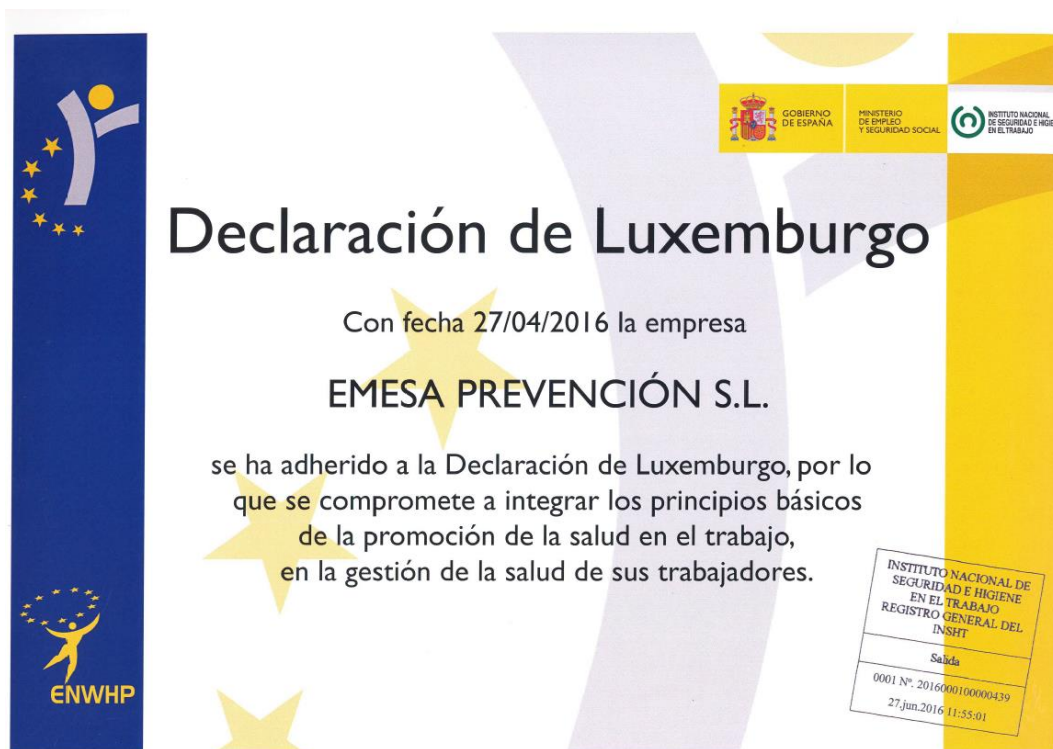 GOBIERNO
DE ESPAÑA
MINISTERIO
DE EMPLEO
Y SEGURIDAD SOCIAL
INSTITUTO NACIONAL
DE SEGURIDAD E HIGIE
EN EL TRABAJO
Declaración de Luxemburgo
Con fecha 27/04/2016 la empresa
EMESA PREVENCIÓN S.L.
se ha adherido a la Declaración de Luxemburgo, por lo
que se compromete a integrar los principios básicos
de la promoción de la salud en el trabajo,
en la gestión de la salud de sus trabajadores.
INSTITUTO NACIONAL DE
SEGURIDAD E HIGIENE
EN EL TRABAJO
REGISTRO GENERAL DEL
INSHT
Salida
0001 Nº. 2016000100000439
27.jun.2016 11:55:01
ENWHP